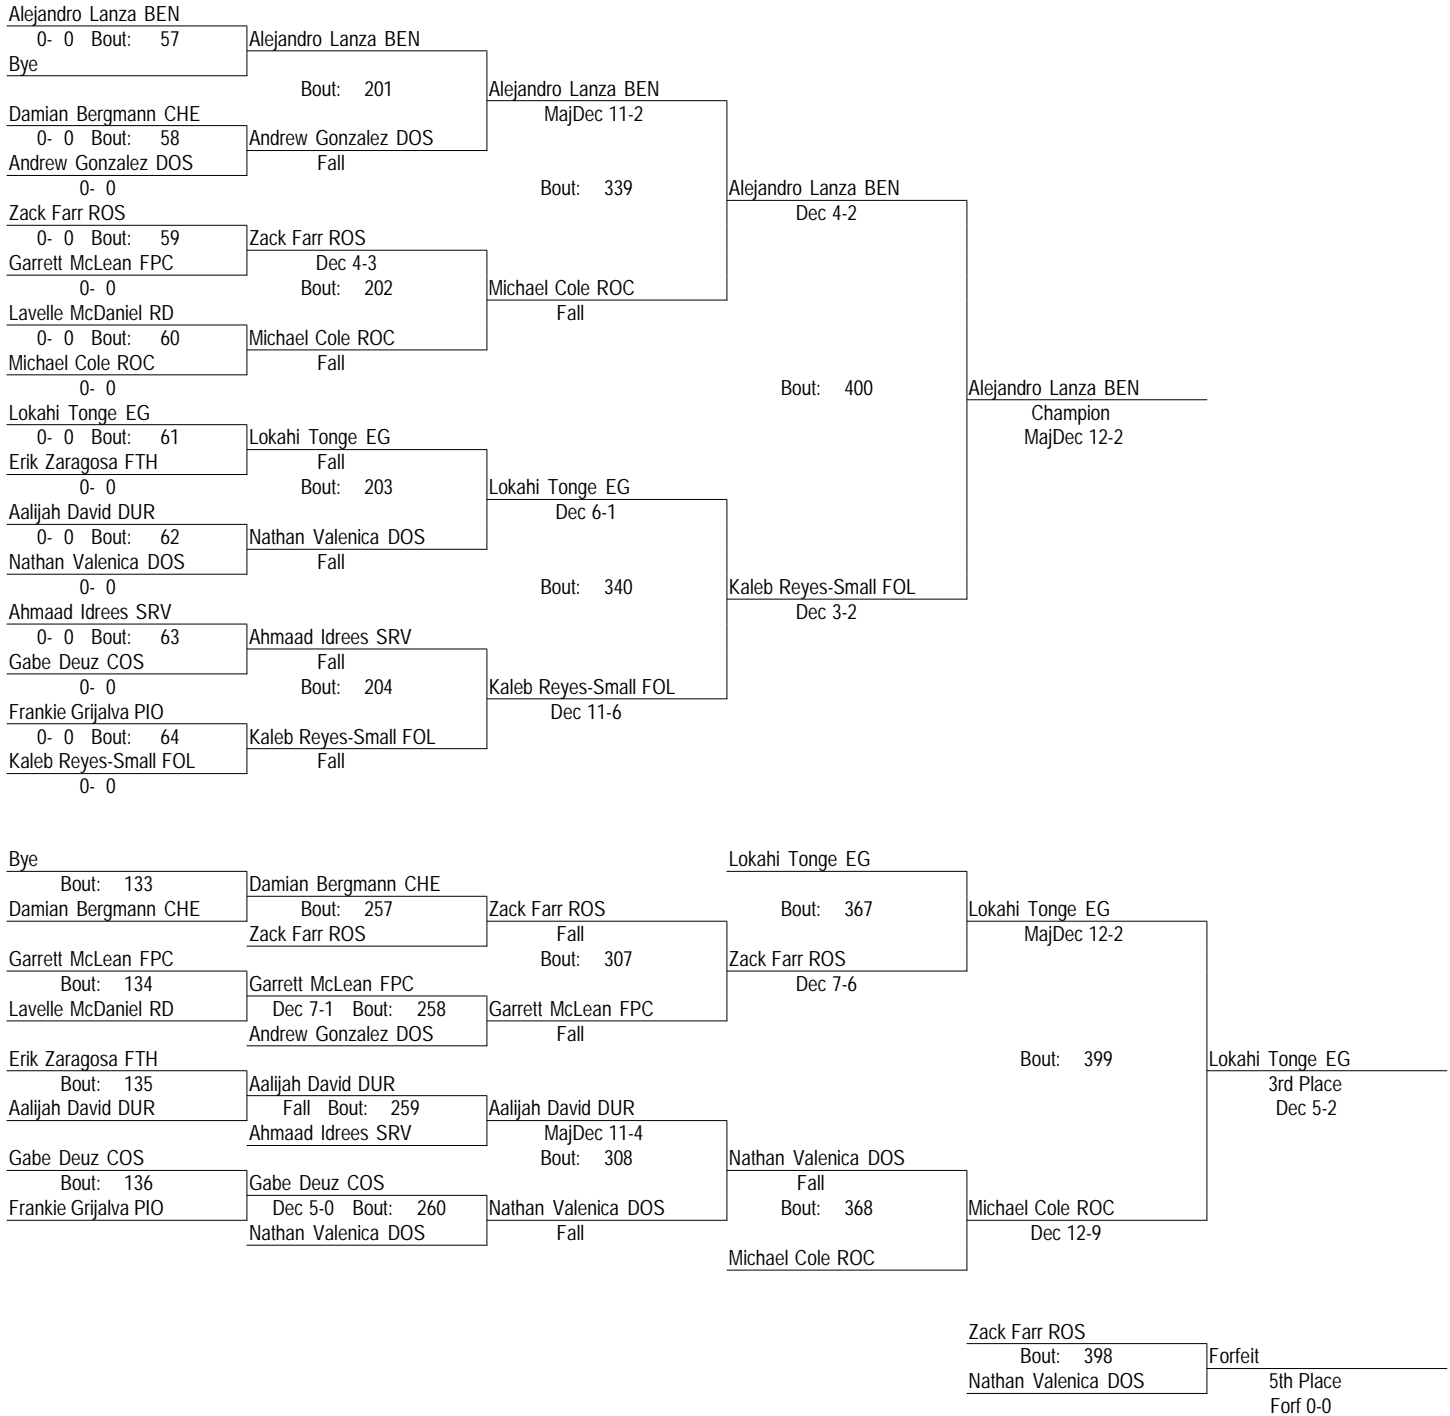 Alejandro Lanza BEN
0- 0 Bout: 57 Alejandro Lanza BEN
Bye
Bout: 201 Alejandro Lanza BEN
Damian Bergmann CHE MajDec 11-2
0- 0 Bout: 58 Andrew Gonzalez DOS
Andrew Gonzalez DOS Fall
0- 0 Bout: 339 Alejandro Lanza BEN
Zack Farr ROS Dec 4-2
0- 0 Bout: 59 Zack Farr ROS
Garrett McLean FPC Dec 4-3
0- 0 Bout: 202 Michael Cole ROC
Lavelle McDaniel RD Fall
0- 0 Bout: 60 Michael Cole ROC
Michael Cole ROC Fall
0- 0 Bout: 400 Alejandro Lanza BEN
Lokahi Tonge EG Champion
0- 0 Bout: 61 Lokahi Tonge EG MajDec 12-2
Erik Zaragosa FTH Fall
0- 0 Bout: 203 Lokahi Tonge EG
Aalijah David DUR Dec 6-1
0- 0 Bout: 62 Nathan Valenica DOS
Nathan Valenica DOS Fall
0- 0 Bout: 340 Kaleb Reyes-Small FOL
Ahmaad Idrees SRV Dec 3-2
0- 0 Bout: 63 Ahmaad Idrees SRV
Gabe Deuz COS Fall
0- 0 Bout: 204 Kaleb Reyes-Small FOL
Frankie Grijalva PIO Dec 11-6
0- 0 Bout: 64 Kaleb Reyes-Small FOL
Kaleb Reyes-Small FOL Fall
0- 0
Bye Lokahi Tonge EG
Bout: 133 Damian Bergmann CHE
Damian Bergmann CHE Bout: 257 Zack Farr ROS Bout: 367 Lokahi Tonge EG
Zack Farr ROS Fall MajDec 12-2
Garrett McLean FPC Bout: 307 Zack Farr ROS
Bout: 134 Garrett McLean FPC Dec 7-6
Lavelle McDaniel RD Dec 7-1 Bout: 258 Garrett McLean FPC
Andrew Gonzalez DOS Fall
Erik Zaragosa FTH Bout: 399 Lokahi Tonge EG
Bout: 135 Aalijah David DUR 3rd Place
Aalijah David DUR Fall Bout: 259 Aalijah David DUR Dec 5-2
Ahmaad Idrees SRV MajDec 11-4
Gabe Deuz COS Bout: 308 Nathan Valenica DOS
Bout: 136 Gabe Deuz COS Fall
Frankie Grijalva PIO Dec 5-0 Bout: 260 Nathan Valenica DOS Bout: 368 Michael Cole ROC
Nathan Valenica DOS Fall Dec 12-9
Michael Cole ROC
Zack Farr ROS
Bout: 398 Forfeit
Nathan Valenica DOS 5th Place
Forf 0-0